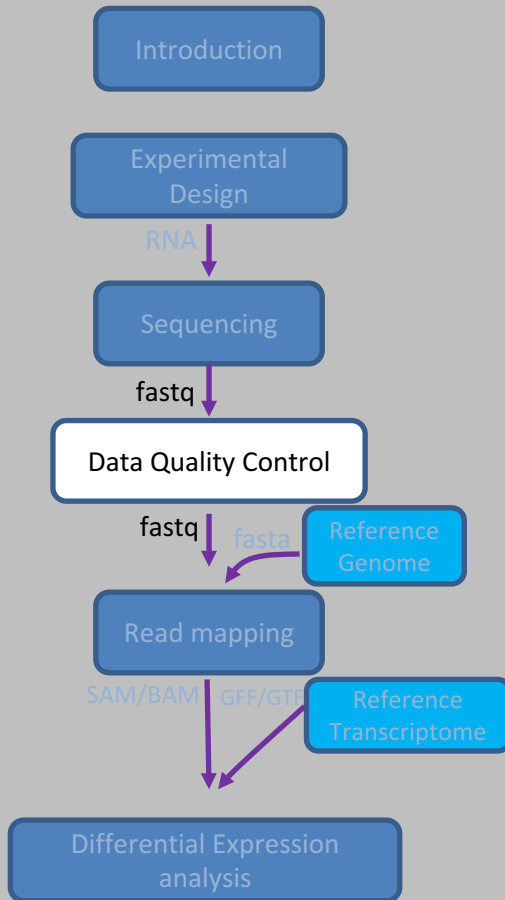 Introduction
Experimental
Design
RNA
Sequencing
fastq
Data Quality Control
fastq
fasta
Reference
Genome
Read mapping
SAM/BAM
GFF/GTF
Reference
Transcriptome
Differential Expression
analysis